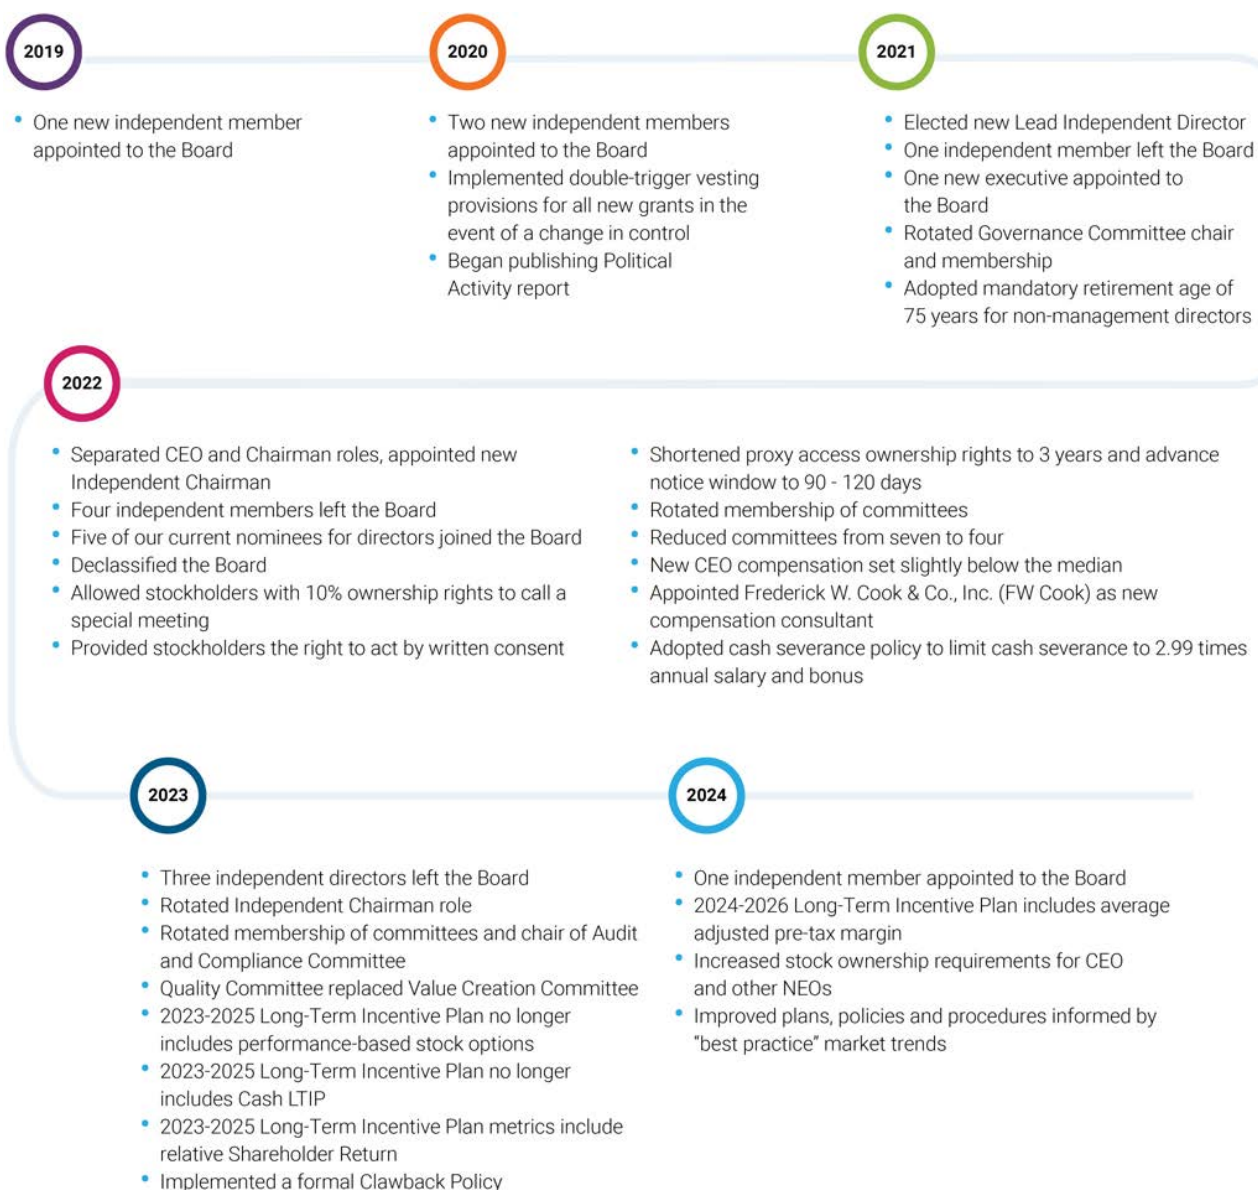 2019
• One new independent member
appointed to the Board
2020
• Two new independent members
appointed to the Board
• Implemented double-trigger vesting
provisions for all new grants in the
event of a change in control
• Began publishing Political
Activity report
2021
• Elected new Lead Independent Director
• One independent member left the Board
• One new executive appointed to
the Board
• Rotated Governance Committee chair
and membership
• Adopted mandatory retirement age of
75 years for non-management directors
2022
• Separated CEO and Chairman roles, appointed new
Independent Chairman
• Four independent members left the Board
• Five of our current nominees for directors joined the Board
• Declassified the Board
• Allowed stockholders with 10% ownership rights to call a
special meeting
• Provided stockholders the right to act by written consent
• Shortened proxy access ownership rights to 3 years and advance
notice window to 90 - 120 days
• Rotated membership of committees
• Reduced committees from seven to four
• New CEO compensation set slightly below the median
• Appointed Frederick W. Cook & Co., Inc. (FW Cook) as new
compensation consultant
• Adopted cash severance policy to limit cash severance to 2.99 times
annual salary and bonus
2023
• Three independent directors left the Board
• Rotated Independent Chairman role
• Rotated membership of committees and chair of Audit
and Compliance Committee
• Quality Committee replaced Value Creation Committee
• 2023-2025 Long-Term Incentive Plan no longer
includes performance-based stock options
• 2023-2025 Long-Term Incentive Plan no longer
includes Cash LTIP
• 2023-2025 Long-Term Incentive Plan metrics include
relative Shareholder Return
• Implemented a formal Clawback Policy
2024
• One independent member appointed to the Board
• 2024-2026 Long-Term Incentive Plan includes average
adjusted pre-tax margin
• Increased stock ownership requirements for CEO
and other NEOs
• Improved plans, policies and procedures informed by
“best practice” market trends